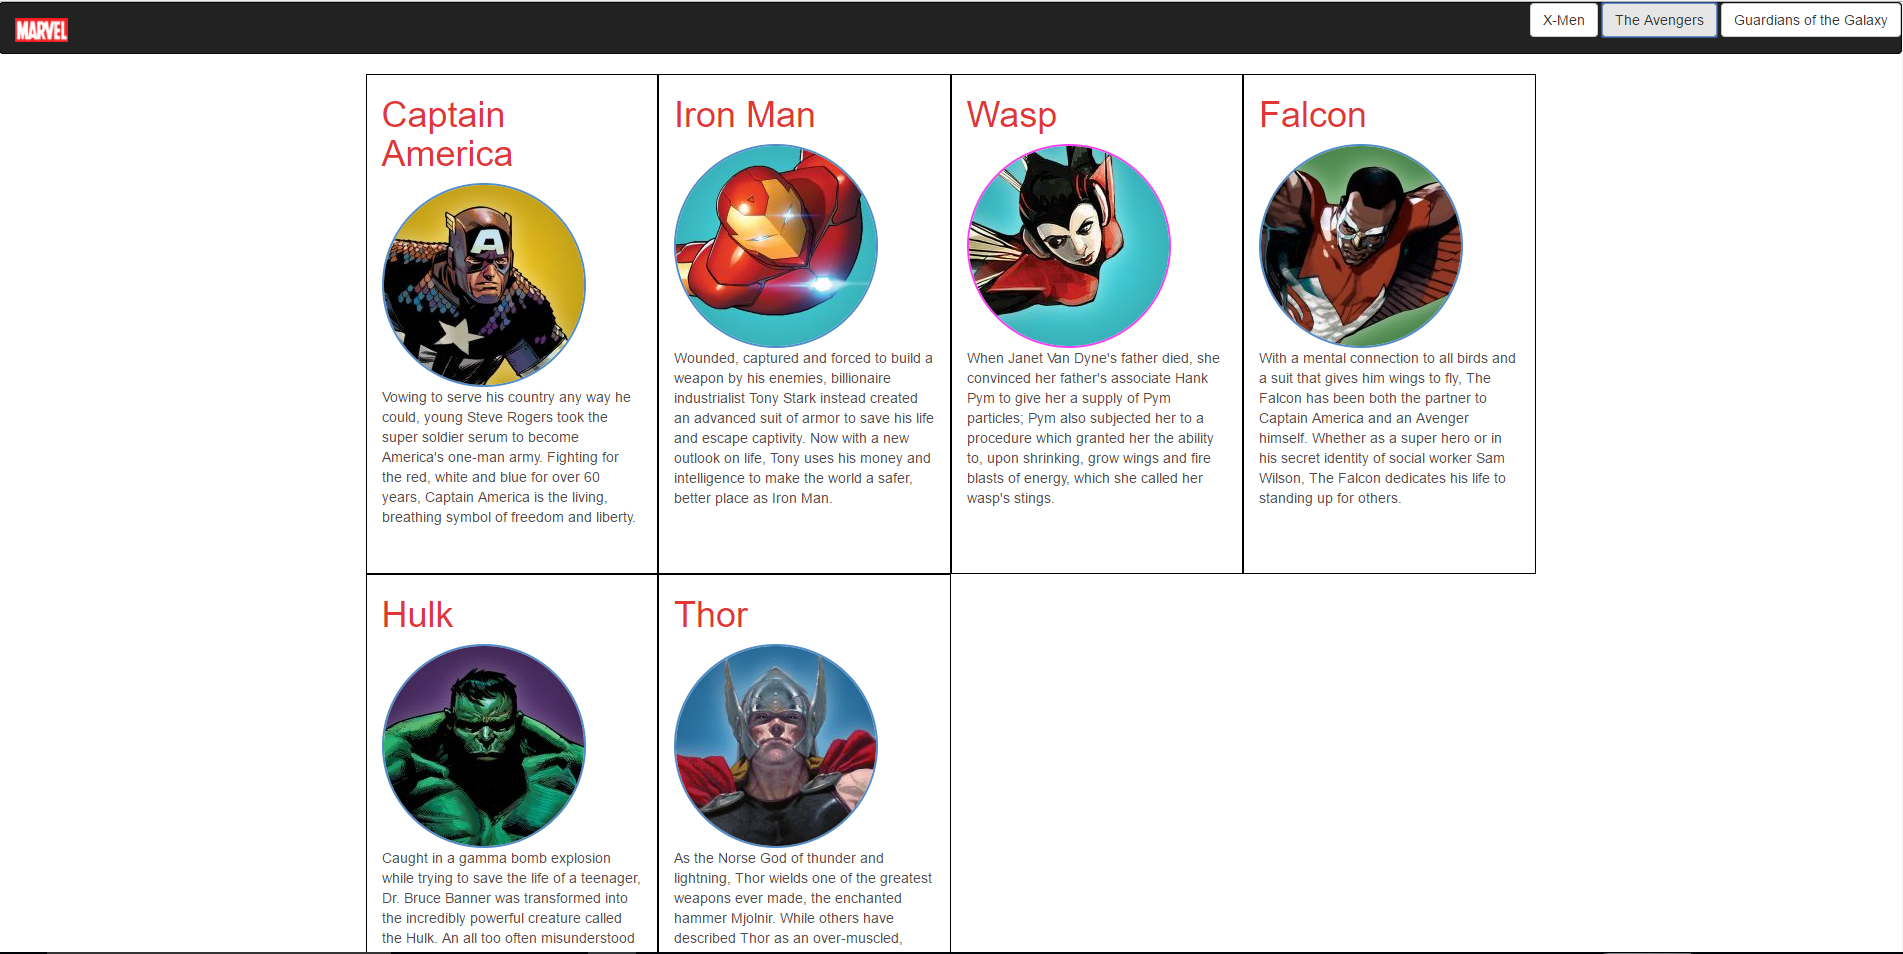 MARVEL
X-Men
The Avengers
Guardians of the Galaxy
Captain
America
Vowing to serve his country any way he
could, young Steve Rogers took the
super soldier serum to become
America's one-man army. Fighting for
the red, white and blue for over 60
years, Captain America is the living,
breathing symbol of freedom and liberty.
Iron Man
Wounded, captured and forced to build a
weapon by his enemies, billionaire
industrialist Tony Stark instead created
an advanced suit of armor to save his life
and escape captivity. Now with a new
outlook on life, Tony uses his money and
intelligence to make the world a safer,
better place as Iron Man.
Wasp
When Janet Van Dyne's father died, she
convinced her father's associate Hank
Pym to give her a supply of Pym
particles; Pym also subjected her to a
procedure which granted her the ability
to, upon shrinking, grow wings and fire
blasts of energy, which she called her
wasp's stings.
Falcon
With a mental connection to all birds and
a suit that gives him wings to fly, The
Falcon has been both the partner to
Captain America and an Avenger
himself. Whether as a super hero or in
his secret identity of social worker Sam
Wilson, The Falcon dedicates his life to
standing up for others.
Hulk
Caught in a gamma bomb explosion
while trying to save the life of a teenager,
Dr. Bruce Banner was transformed into
the incredibly powerful creature called
the Hulk. An all too often misunderstood
Thor
As the Norse God of thunder and
lightning, Thor wields one of the greatest
weapons ever made, the enchanted
hammer Mjolnir. While others have
described Thor as an over-muscled,